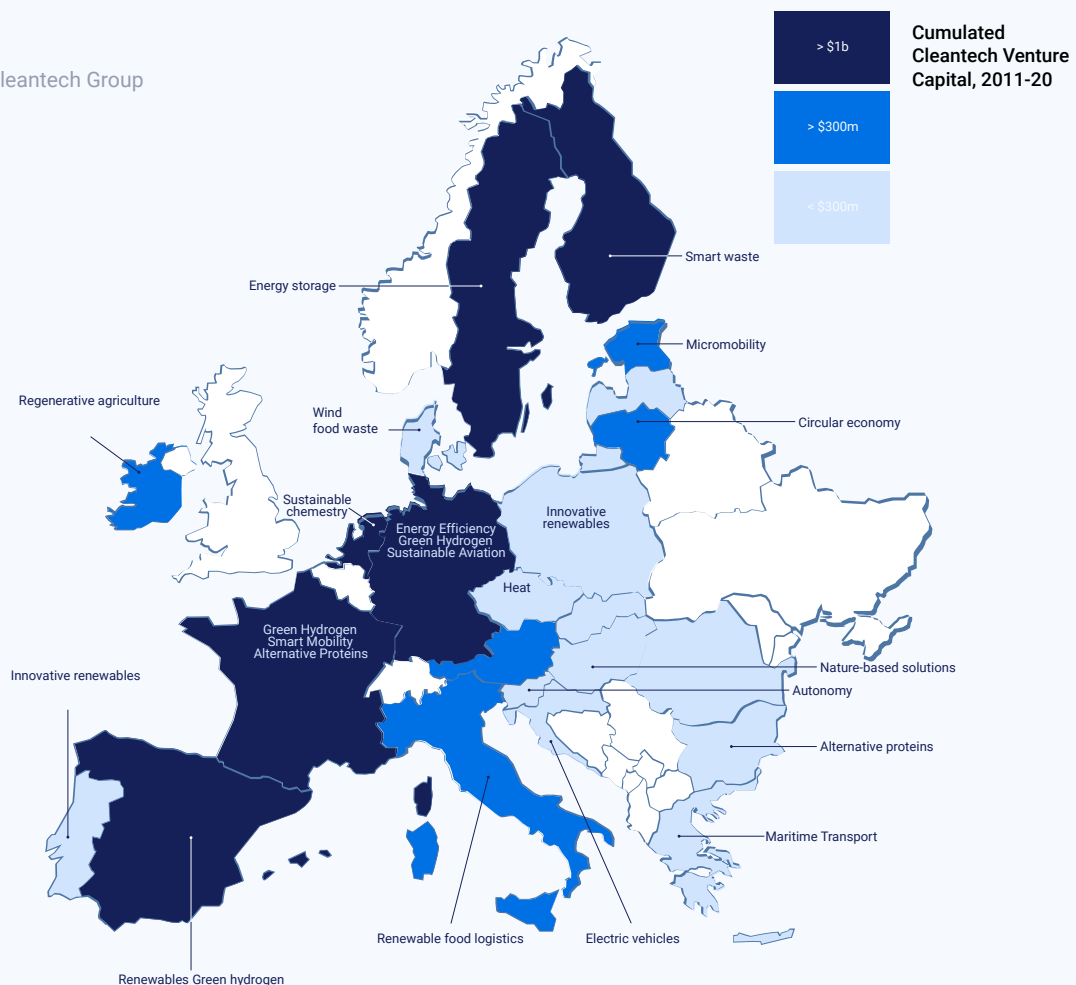 > $1b
Cumulated
Cleantech Venture
Capital, 2011-20
leantech Group
> $300m
< $300m
Smart waste
Energy storage
Micromobility
Regenerative agriculture
Wind
food waste
Circular economy
Sustainable
chemestry
Energy Efficiency
Green Hydrogen
Sustainable Aviation
Innovative
renewables
Heat
Green Hydrogen
Smart Mobility
Alternative Proteins
Innovative renewables
Nature-based solutions
Autonomy
Alternative proteins
Maritime Transport
Renewable food logistics
Electric vehicles
Renewables Green hydrogen